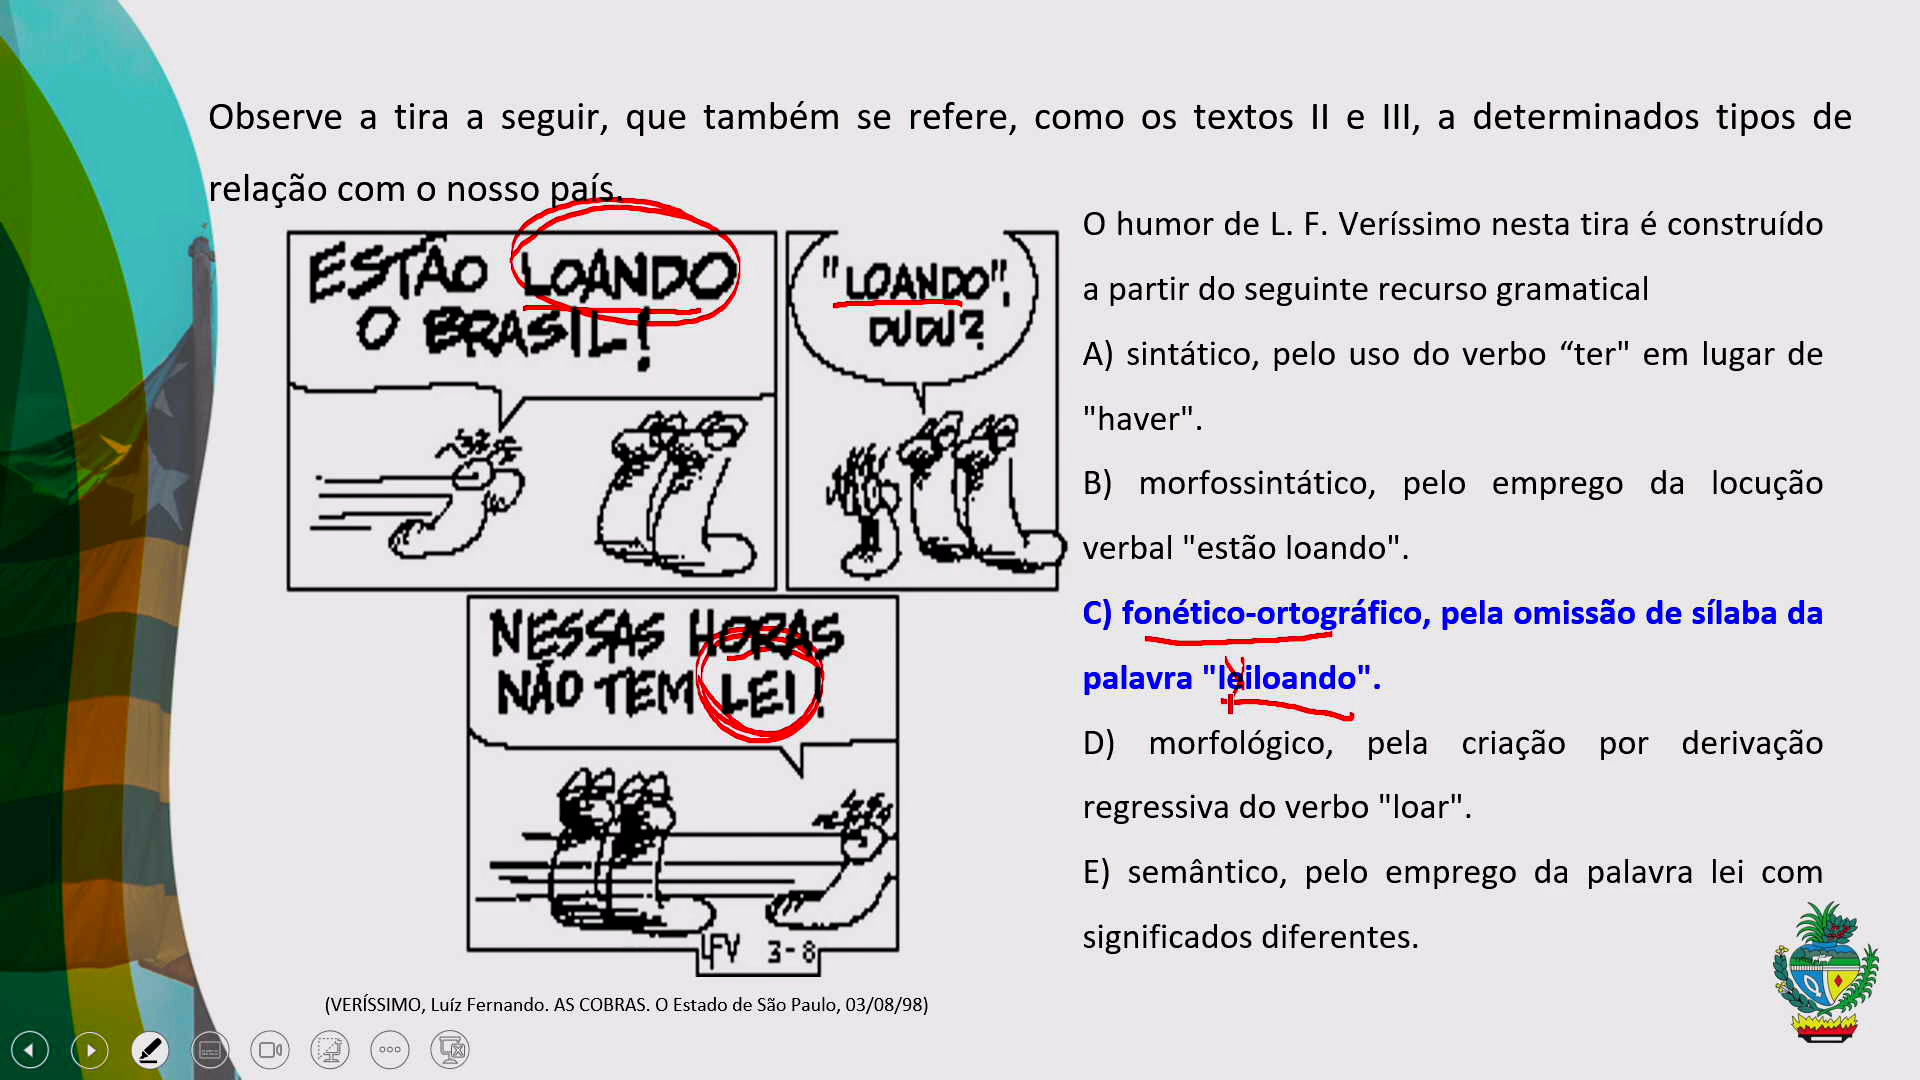 Observe a tira a seguir, que também se refere, como os textos II e III, a determinados tipos de
relação com o nosso país.
ESTÃO LOANDO
O BRASIL!
"LOANDO",
DUDU?
NESSAS HORAS
NÃO TEM LEI!
LFV 3-8
(VERÍSSIMO, Luíz Fernando. AS COBRAS. O Estado de São Paulo, 03/08/98)
O humor de L. F. Veríssimo nesta tira é construído
a partir do seguinte recurso gramatical
A) sintático, pelo uso do verbo “ter" em lugar de
"haver".
B) morfossintático, pelo emprego da locução
verbal "estão loando".
C) fonético-ortográfico, pela omissão de sílaba da
palavra "leiloando".
D) morfológico, pela criação por derivação
regressiva do verbo "loar".
E) semântico, pelo emprego da palavra lei com
significados diferentes.